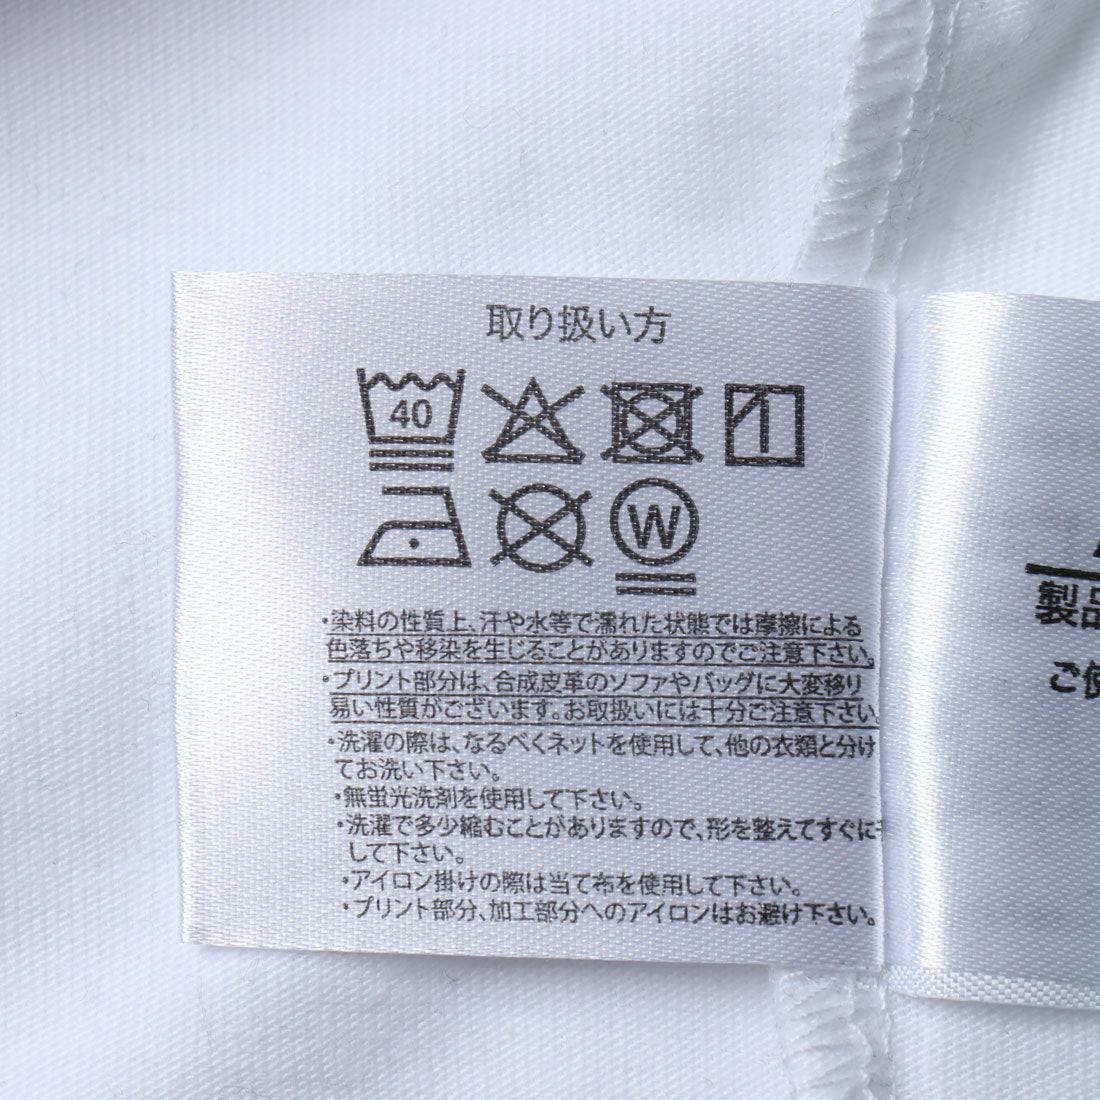 取り扱い方
40
W
・染料の性質上、汗や水等で濡れた状態では摩擦による
色落ちや移染を生じることがありますのでご注意下さい。
・プリント部分は、合成皮革のソファやバッグに大変移り
易い性質がございます。お取扱いには十分ご注意下さい。
・洗濯の際は、なるべくネットを使用して、他の衣類と分け
てお洗い下さい。
・無蛍光洗剤を使用して下さい。
・洗濯で多少縮むことがありますので、形を整えてすぐに
して下さい。
・アイロン掛けの際は当て布を使用して下さい。
・プリント部分、加工部分へのアイロンはお避け下さい。
製品
ご使